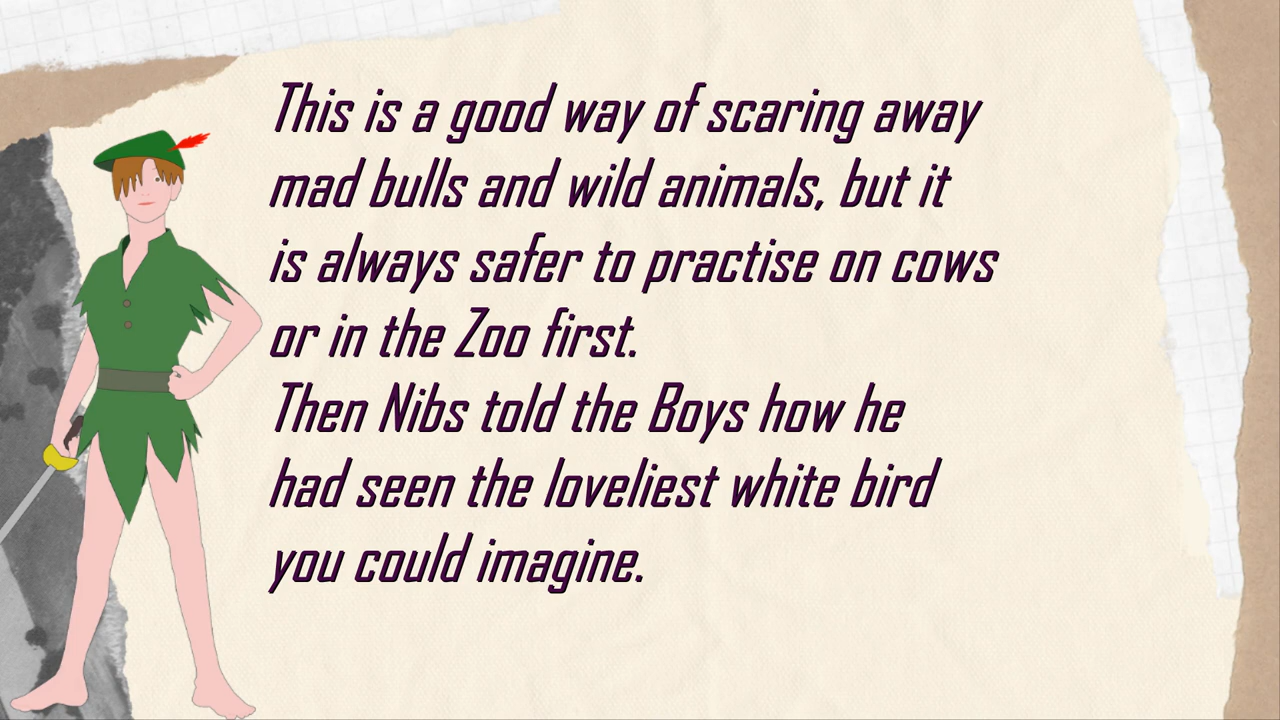 This is a good way of scaring away
mad bulls and wild animals, but it
is always safer to practise on cows
or in the Zoo first.
Then Nibs told the Boys how he
had seen the loveliest white bird
you could imagine.